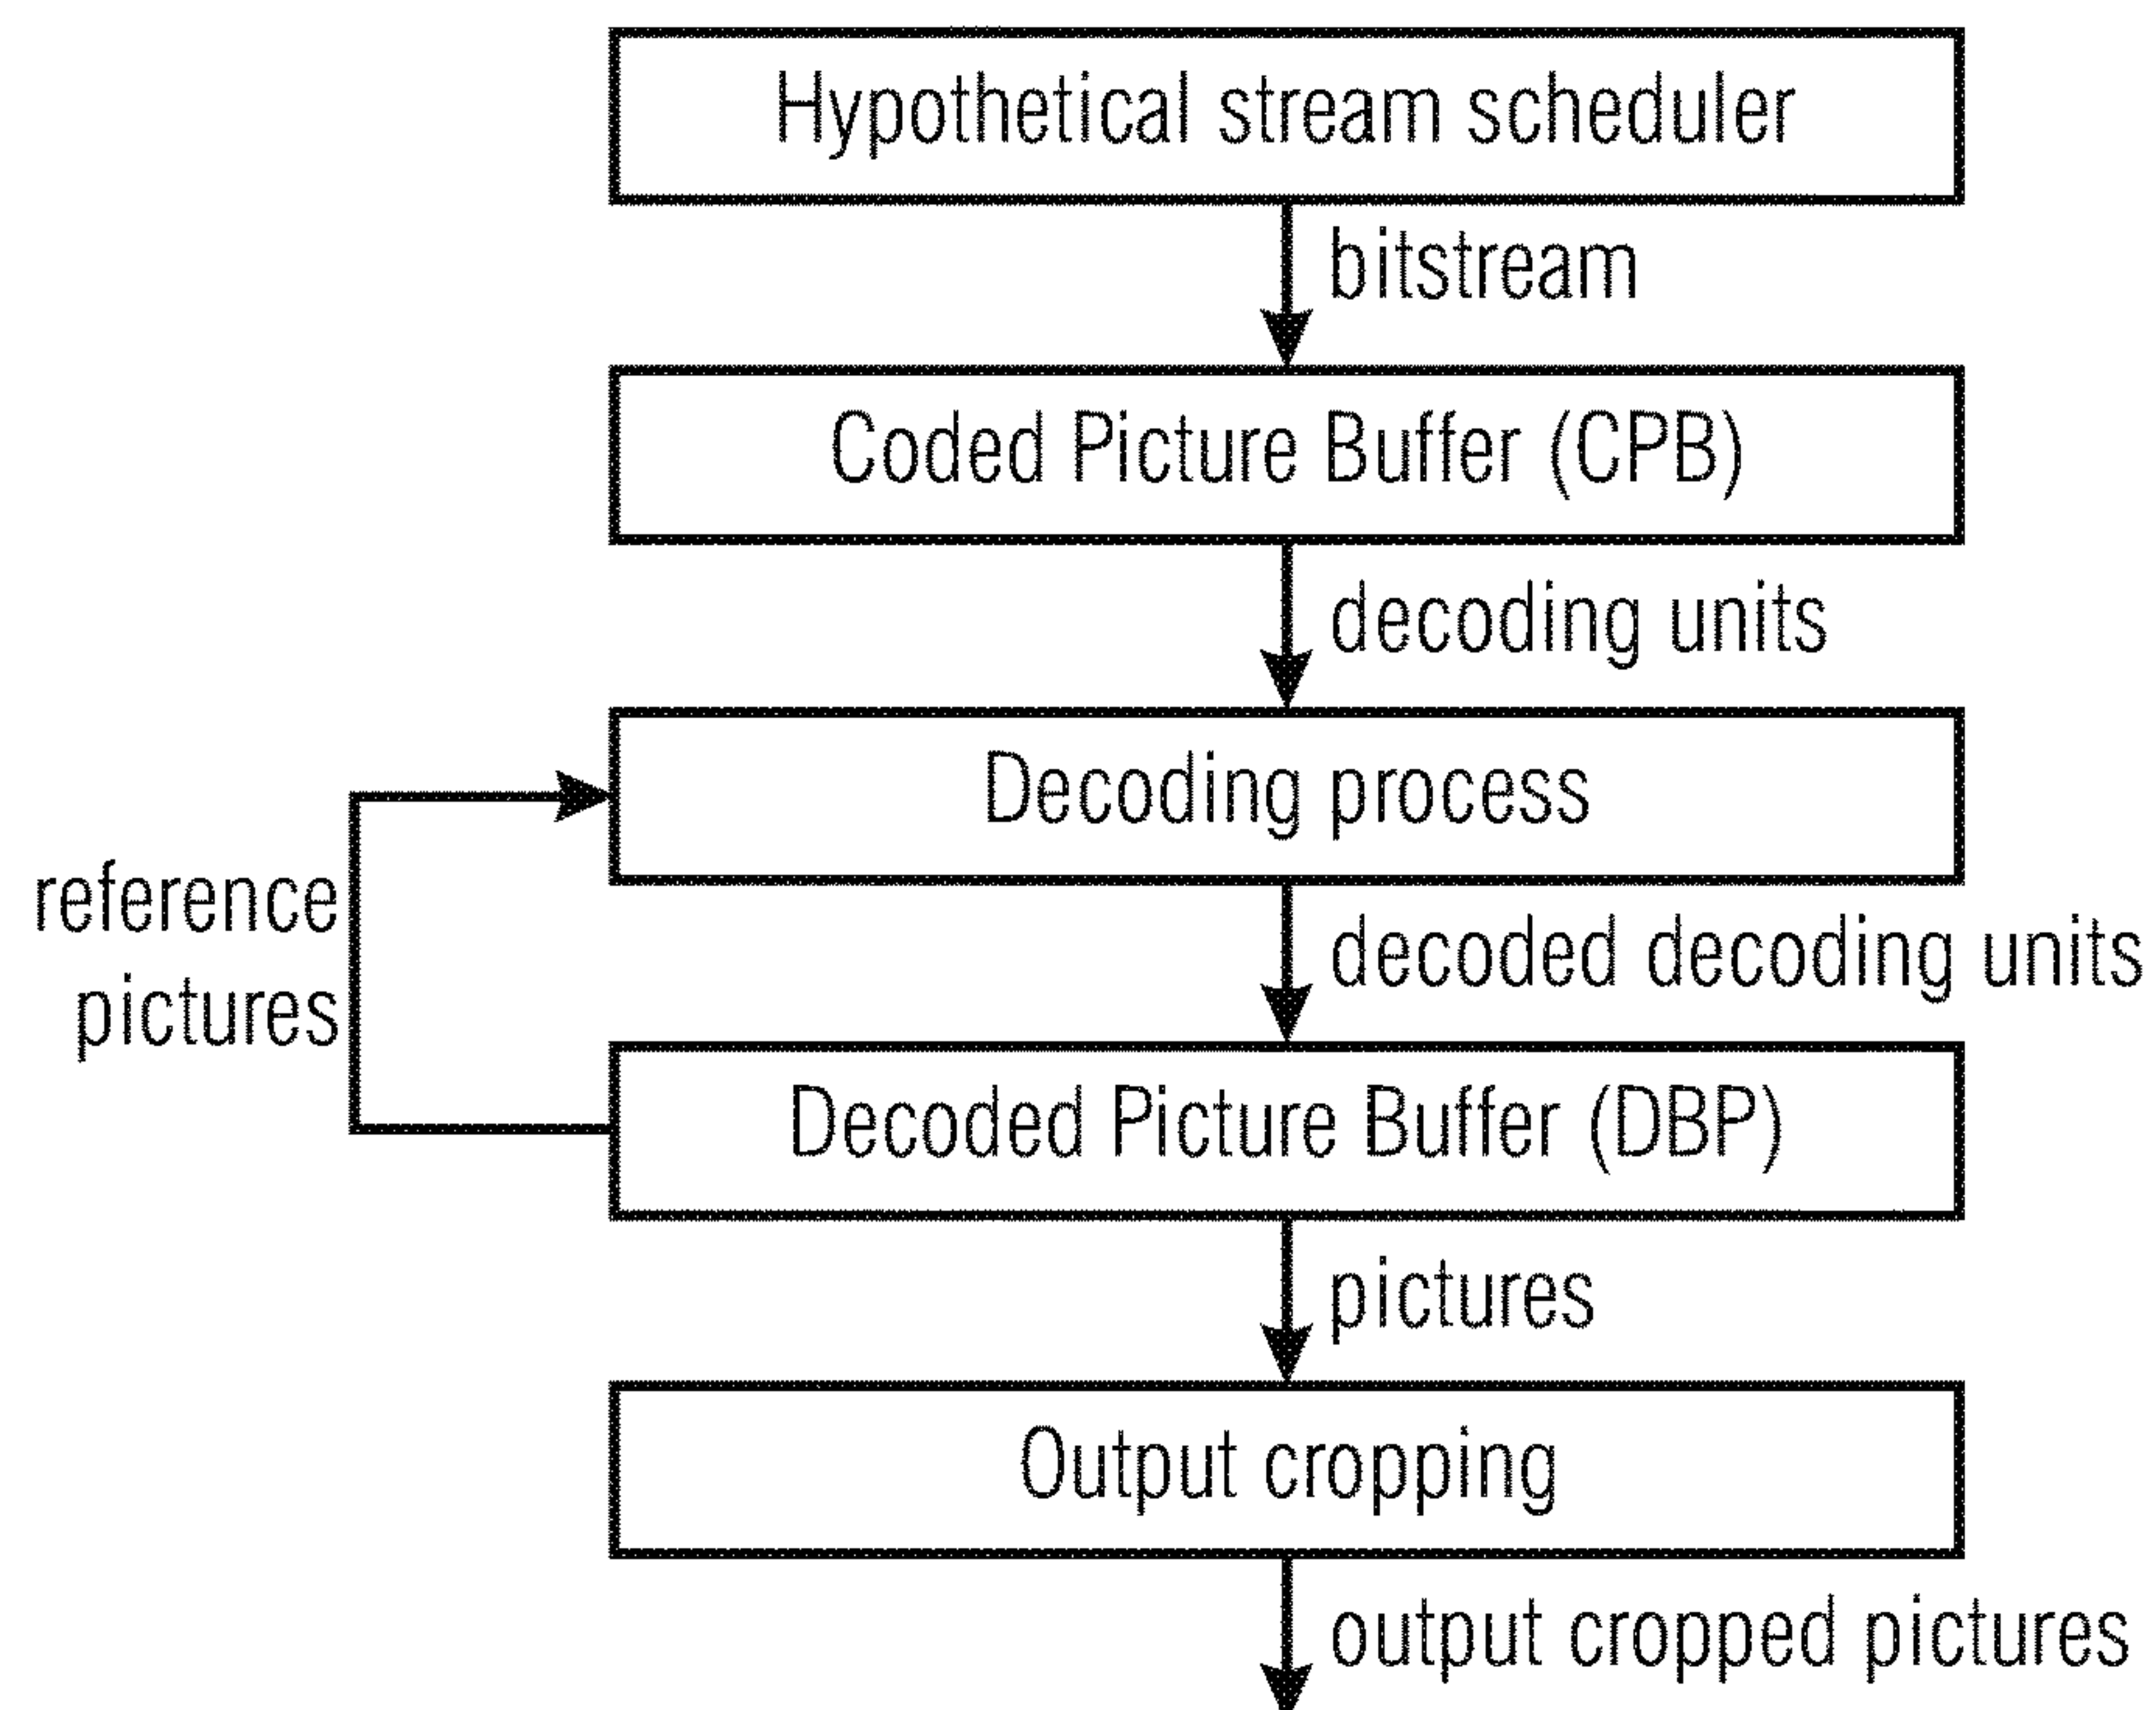 Hypothetical stream scheduler
bitstream
Coded Picture Buffer (CPB)
decoding units
Decoding process
reference
pictures
decoded decoding units
Decoded Picture Buffer (DBP)
pictures
Output cropping
output cropped pictures